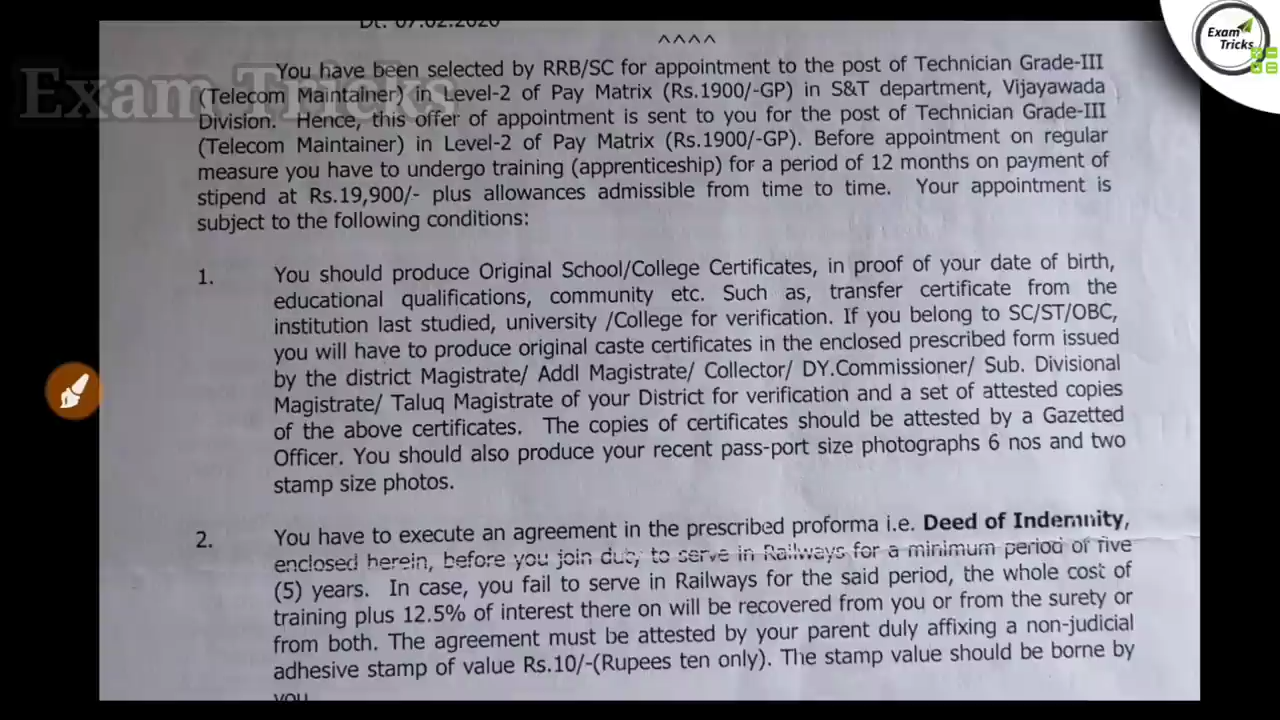 Dt. 07.02.2020
^^^^
Exam Tricks
Exam Tricks
You have been selected by RRB/SC for appointment to the post of Technician Grade-III
(Telecom Maintainer) in Level-2 of Pay Matrix (Rs.1900/-GP) in S&T department, Vijayawada
Division. Hence, this offer of appointment is sent to you for the post of Technician Grade-III
(Telecom Maintainer) in Level-2 of Pay Matrix (Rs.1900/-GP). Before appointment on regular
measure you have to undergo training (apprenticeship) for a period of 12 months on payment of
stipend at Rs.19,900/- plus allowances admissible from time to time. Your appointment is
subject to the following conditions:
1. You should produce Original School/College Certificates, in proof of your date of birth,
educational qualifications, community etc. Such as, transfer certificate from the
institution last studied, university /College for verification. If you belong to SC/ST/OBC,
you will have to produce original caste certificates in the enclosed prescribed form issued
by the district Magistrate/ Addl Magistrate/ Collector/ DY.Commissioner/ Sub. Divisional
Magistrate/ Taluq Magistrate of your District for verification and a set of attested copies
of the above certificates. The copies of certificates should be attested by a Gazetted
Officer. You should also produce your recent pass-port size photographs 6 nos and two
stamp size photos.
2. You have to execute an agreement in the prescribed proforma i.e. Deed of Indemnity,
enclosed herein, before you join duty to serve in Railways for a minimum period of five
(5) years. In case, you fail to serve in Railways for the said period, the whole cost of
training plus 12.5% of interest there on will be recovered from you or from the surety or
from both. The agreement must be attested by your parent duly affixing a non-judicial
adhesive stamp of value Rs.10/-(Rupees ten only). The stamp value should be borne by
you